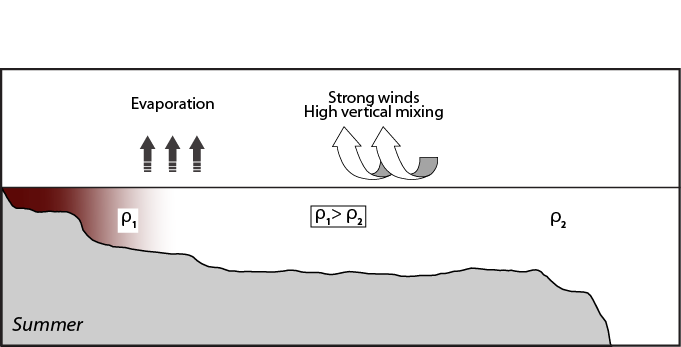 Evaporation
Strong winds
High vertical mixing
ρ₁
ρ₁> ρ₂
ρ₂
Summer